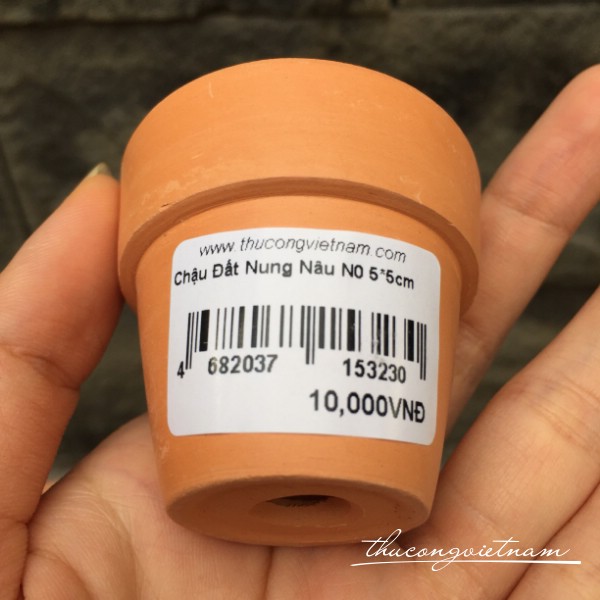 www.thucongvietnam.com
Chậu Đất Nung Nâu N0 5*5cm
4 682037 153230
10,000VNĐ
thucongvietnam